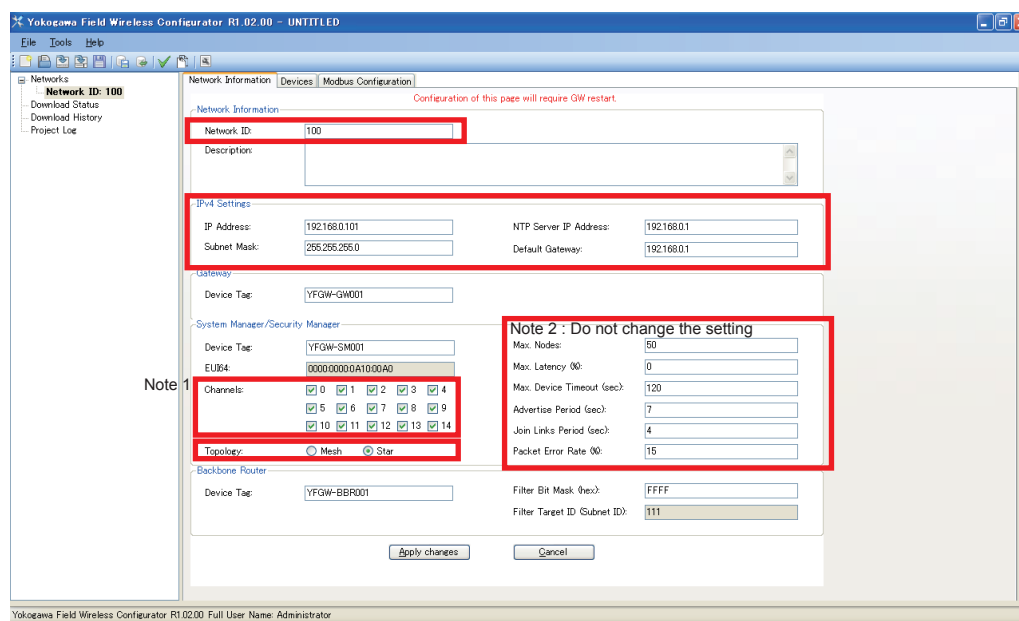 Yokogawa Field Wireless Configurator R1.02.00 - UNTITLED
File Tools Help
Networks
Network ID: 100
Download Status
Download History
Project Log
Network Information Devices Modbus Configuration
Configuration of this page will require GW restart.
Network Information
Network ID: 100
Description:
IPv4 Settings
IP Address: 192.168.0.101 NTP Server IP Address: 192.168.0.1
Subnet Mask: 255.255.255.0 Default Gateway: 192.168.0.1
Gateway
Device Tag: YFGW-GW001
System Manager/Security Manager
Note 2 : Do not change the setting
Device Tag: YFGW-SM001 Max. Nodes: 50
EUI64: 0000:0000:0A10:00A0 Max. Latency (%): 0
Note 1
Channels: 0 1 2 3 4 Max. Device Timeout (sec): 120
5 6 7 8 9 Advertise Period (sec): 7
10 11 12 13 14 Join Links Period (sec): 4
Topology: Mesh Star Packet Error Rate (%): 15
Backbone Router
Device Tag: YFGW-BBR001 Filter Bit Mask (hex): FFFF
Filter Target ID (Subnet ID): 111
Apply changes Cancel
Yokogawa Field Wireless Configurator R1.02.00 Full User Name: Administrator